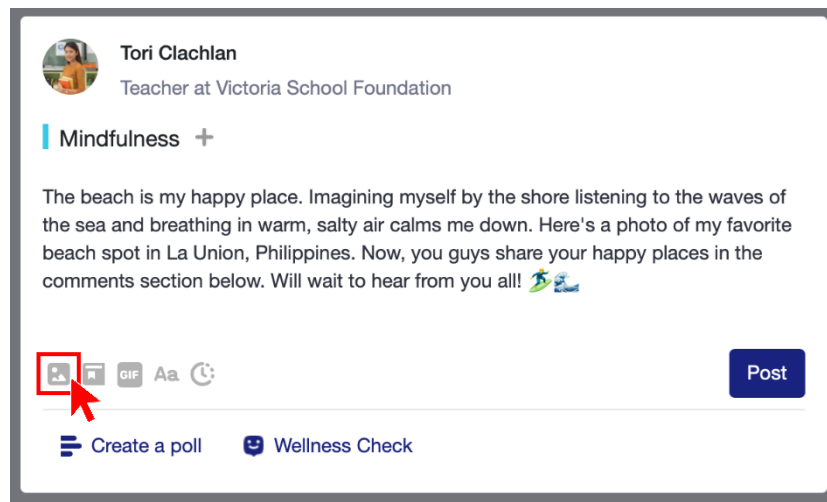 Tori Clachlan
Teacher at Victoria School Foundation
Mindfulness +
The beach is my happy place. Imagining myself by the shore listening to the waves of
the sea and breathing in warm, salty air calms me down. Here's a photo of my favorite
beach spot in La Union, Philippines. Now, you guys share your happy places in the
comments section below. Will wait to hear from you all! 🏄‍♂️🌊
GIF Aa
Post
Create a poll
Wellness Check